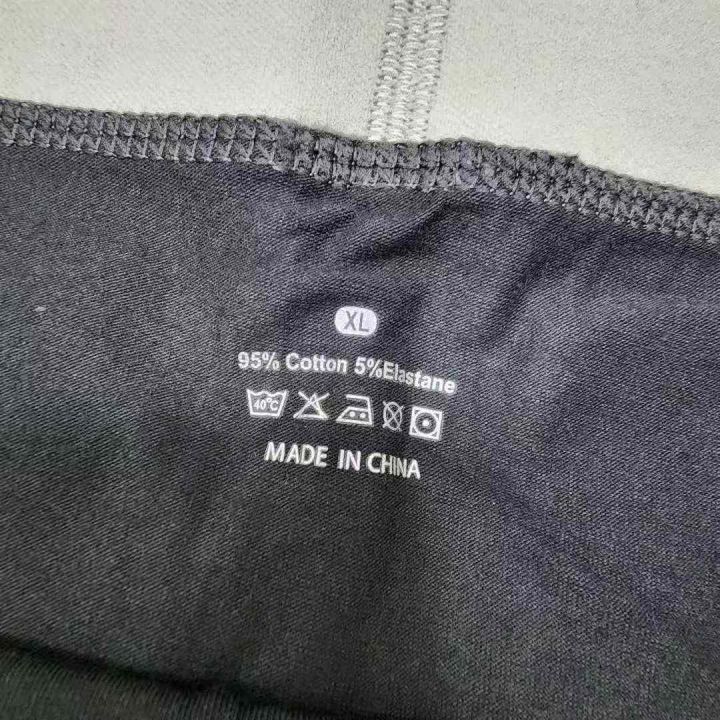 XL
95% Cotton 5%Elastane
40°C
MADE IN CHINA